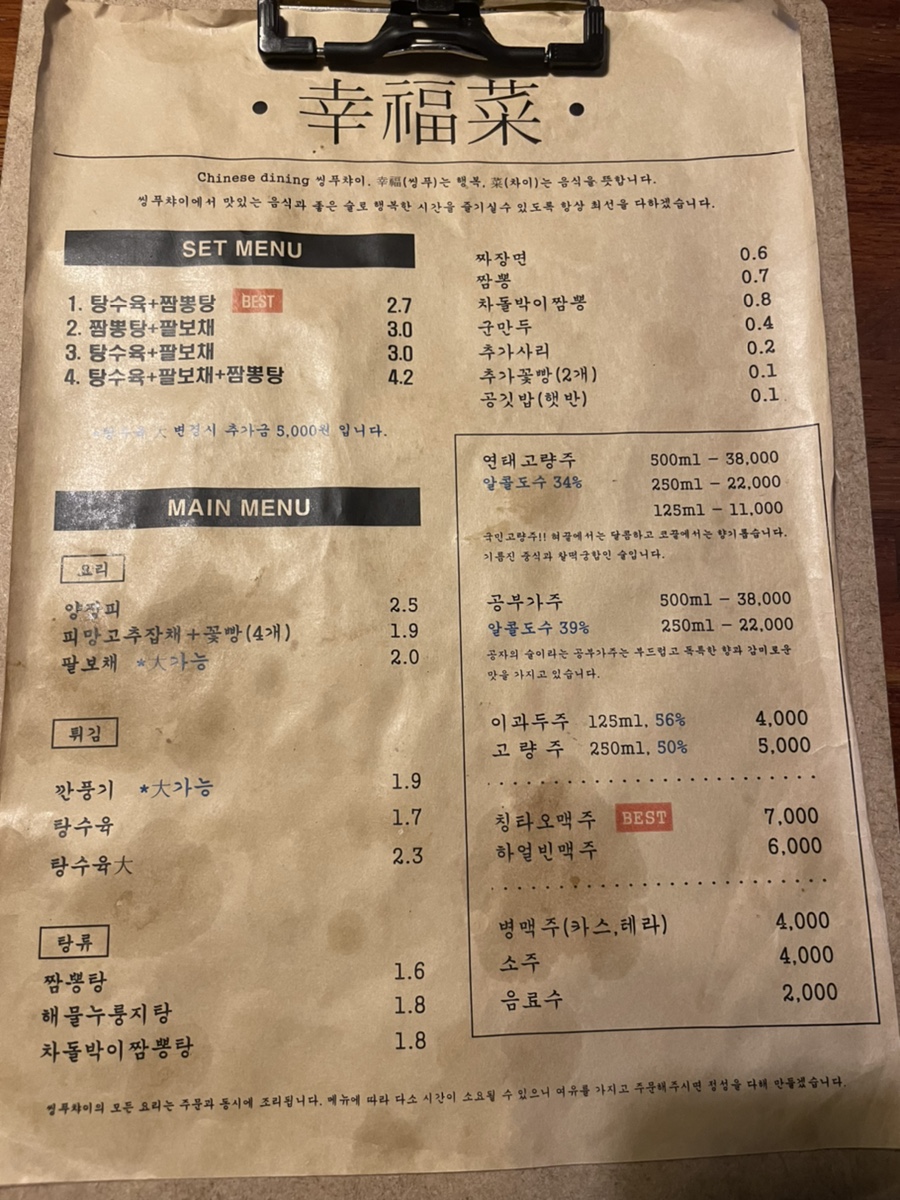 • 幸福菜 •
Chinese dining 씽푸챠이. 幸福(씽푸)는 행복, 菜(차이)는 음식을 뜻합니다.
씽푸챠이에서 맛있는 음식과 좋은 술로 행복한 시간을 즐기실수 있도록 항상 최선을 다하겠습니다.
SET MENU
1. 탕수육+짬뽕탕 BEST 2.7
2. 짬뽕탕+팔보채 3.0
3. 탕수육+팔보채 3.0
4. 탕수육+팔보채+짬뽕탕 4.2
탕수육 大 변경시 추가금 5,000원 입니다.
MAIN MENU
요리
양장피 2.5
피망고추잡채+꽃빵(4개) 1.9
팔보채 *大가능 2.0
튀김
깐풍기 *大가능 1.9
탕수육 1.7
탕수육大 2.3
탕류
짬뽕탕 1.6
해물누룽지탕 1.8
차돌박이짬뽕탕 1.8
짜장면 0.6
짬뽕 0.7
차돌박이짬뽕 0.8
군만두 0.4
추가사리 0.2
추가꽃빵(2개) 0.1
공깃밥(햇반) 0.1
연태고량주 500ml - 38,000
알콜도수 34% 250ml - 22,000
125ml - 11,000
국민고량주!! 혀끝에서는 달콤하고 코끝에서는 향기롭습니다.
기름진 중식과 찰떡궁합인 술입니다.
공부가주 500ml - 38,000
알콜도수 39% 250ml - 22,000
공자의 술이라는 공부가주는 부드럽고 독특한 향과 감미로운
맛을 가지고 있습니다.
이과두주 125ml, 56% 4,000
고량주 250ml, 50% 5,000
칭타오맥주 BEST 7,000
하얼빈맥주 6,000
병맥주(카스,테라) 4,000
소주 4,000
음료수 2,000
씽푸챠이의 모든 요리는 주문과 동시에 조리됩니다. 메뉴에 따라 다소 시간이 소요될 수 있으니 여유를 가지고 주문해주시면 정성을 다해 만들겠습니다.